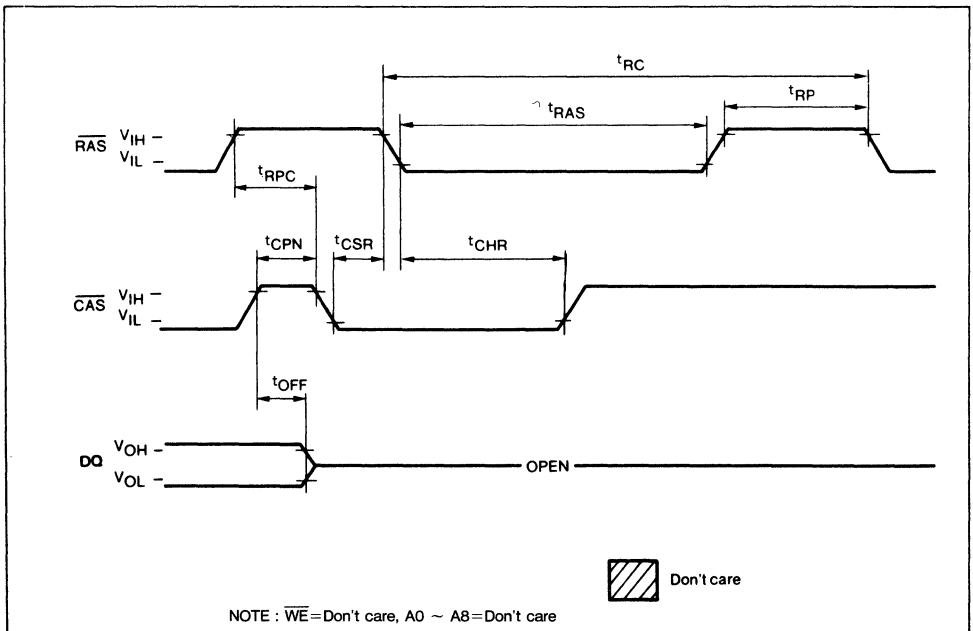 tRC
tRP
tRAS
RAS VIH
VIL
tRPC
tCPN tCSR tCHR
CAS VIH
VIL
tOFF
DQ VOH
VOL
OPEN
Don't care
NOTE : WE=Don't care, A0 ~ A8=Don't care